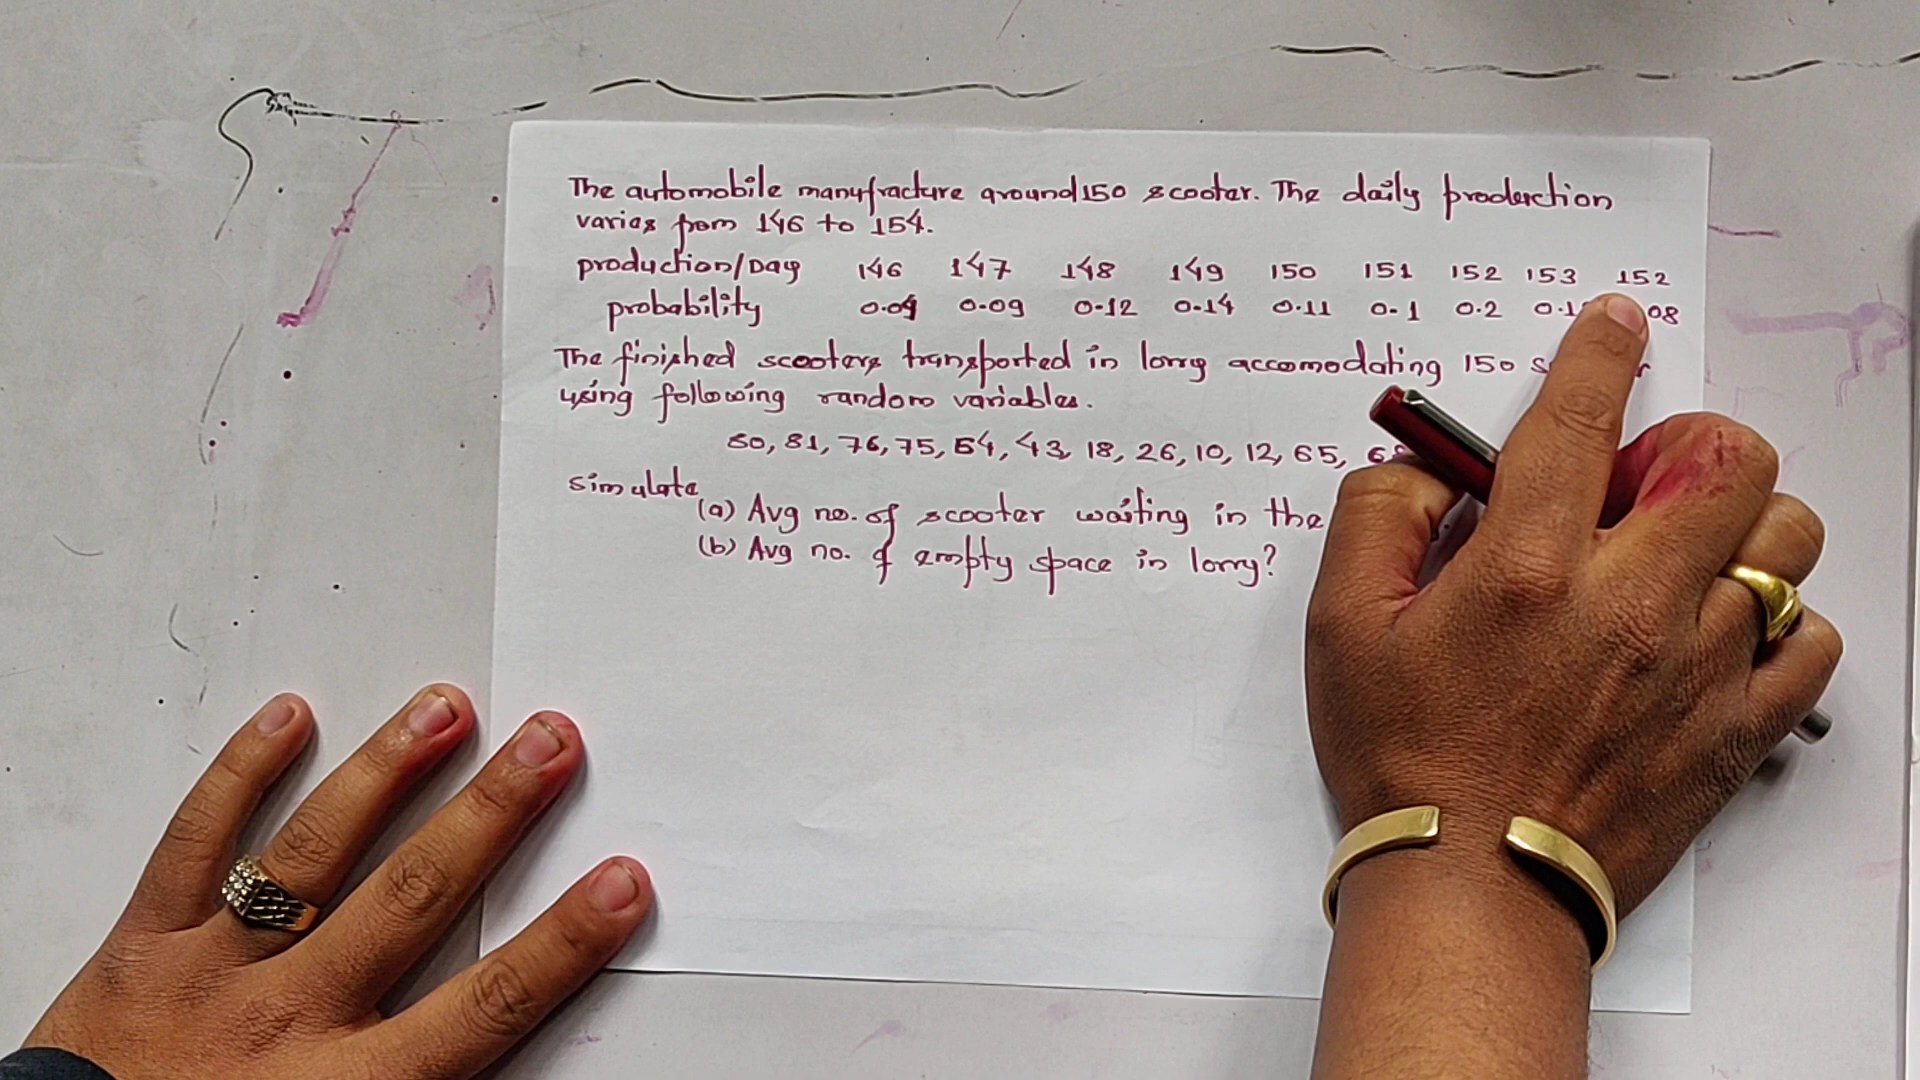 The automobile manyfracture around 150 scooter. The daily production
varies from 146 to 154.
production/Day 146 147 148 149 150 151 152 153 152
probability 0.04 0.09 0.12 0.14 0.11 0.1 0.2 08
The finished scooters transported in lorry accomodating 150
using following random variables.
80, 81, 76, 75, 54, 43, 18, 26, 10, 12, 65,
simulate
(a) Avg no. of scooter waiting in the
(b) Avg no. of empty space in lorry?